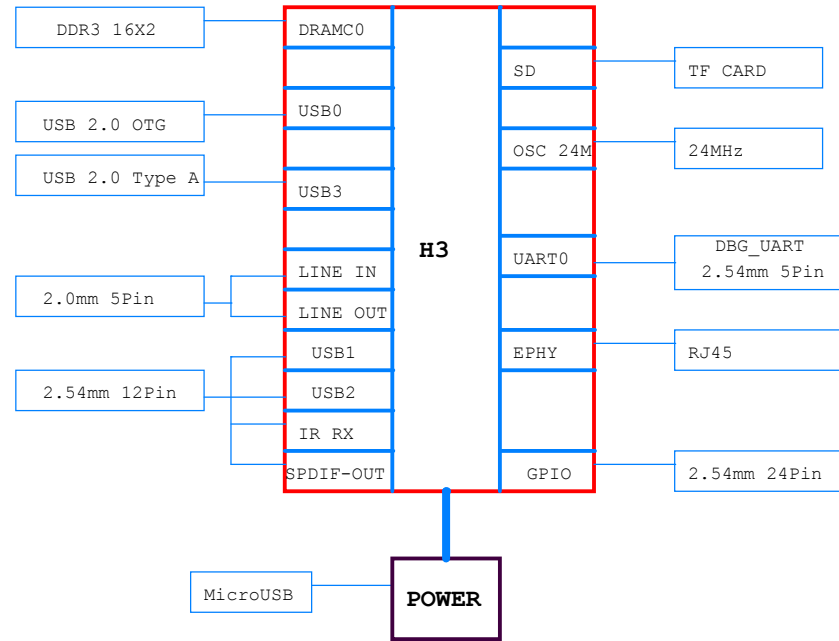 DDR3 16X2
DRAMC0
SD
TF CARD
USB 2.0 OTG
USB0
OSC 24M
24MHz
USB 2.0 Type A
USB3
H3
UART0
DBG_UART
2.54mm 5Pin
LINE IN
2.0mm 5Pin
LINE OUT
USB1
EPHY
RJ45
2.54mm 12Pin
USB2
IR RX
SPDIF-OUT
GPIO
2.54mm 24Pin
MicroUSB
POWER